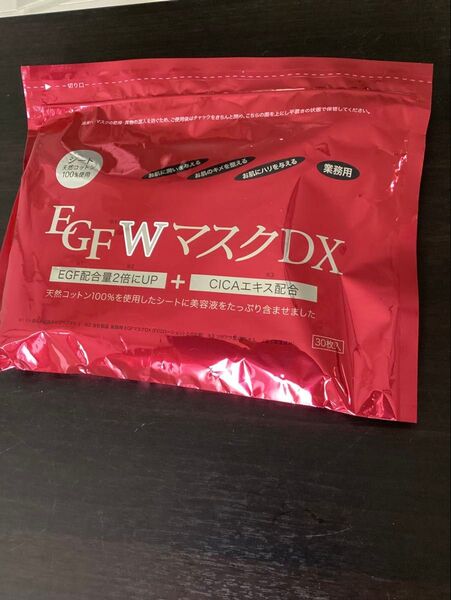 切り口
シート
天然コットン
100%使用
お肌に潤いを与える
お肌のキメを整える
お肌にハリを与える
業務用
EGF W マスク DX
EGF配合量2倍にUP ※2 + CICAエキス配合 ※3
天然コットン100%を使用したシートに美容液をたっぷり含ませました
30枚入